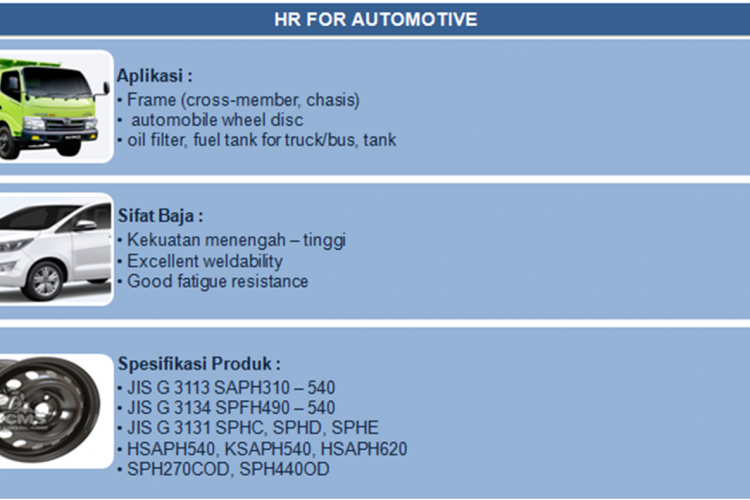 HR FOR AUTOMOTIVE
Aplikasi :
• Frame (cross-member, chasis)
• automobile wheel disc
• oil filter, fuel tank for truck/bus, tank
Sifat Baja :
• Kekuatan menengah – tinggi
• Excellent weldability
• Good fatigue resistance
Spesifikasi Produk :
• JIS G 3113 SAPH310 – 540
• JIS G 3134 SPFH490 – 540
• JIS G 3131 SPHC, SPHD, SPHE
• HSAPH540, KSAPH540, HSAPH620
• SPH270COD, SPH440OD